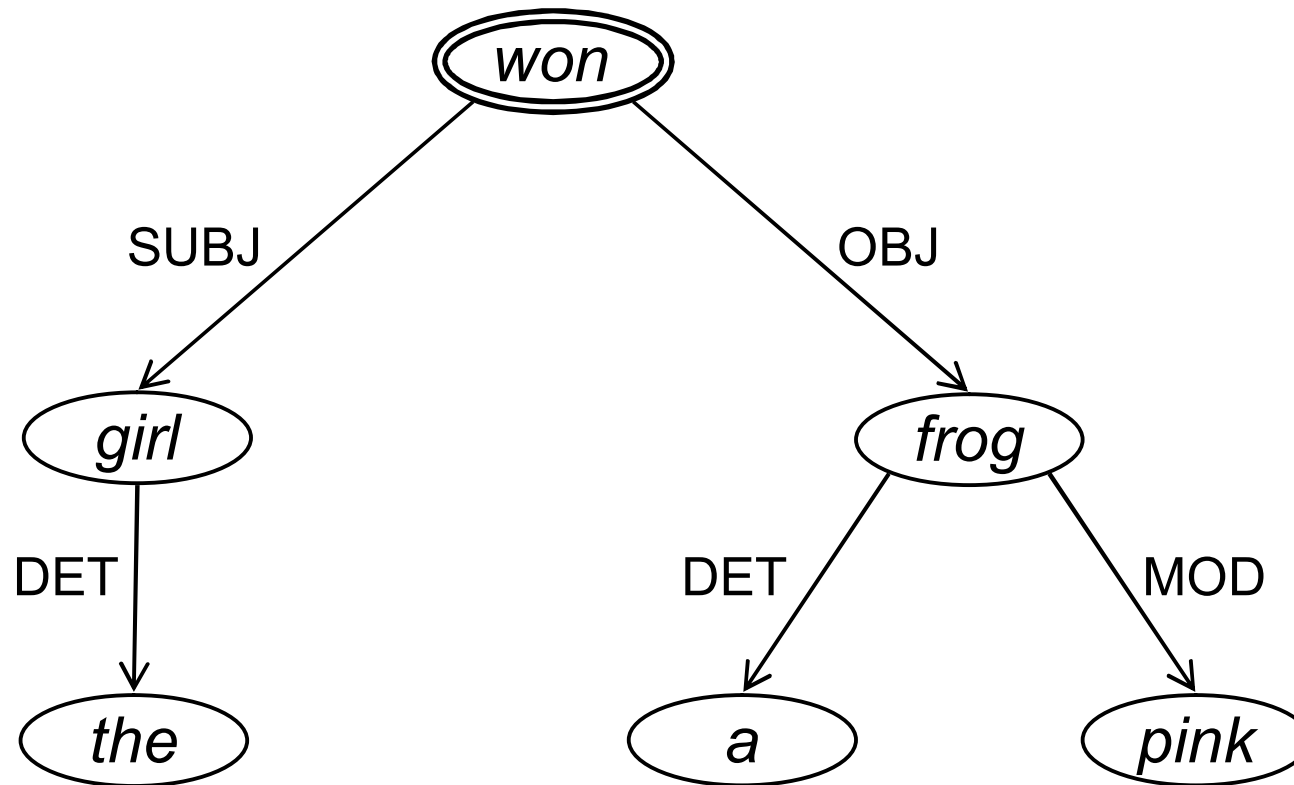 won
SUBJ OBJ
girl frog
DET DET MOD
the a pink